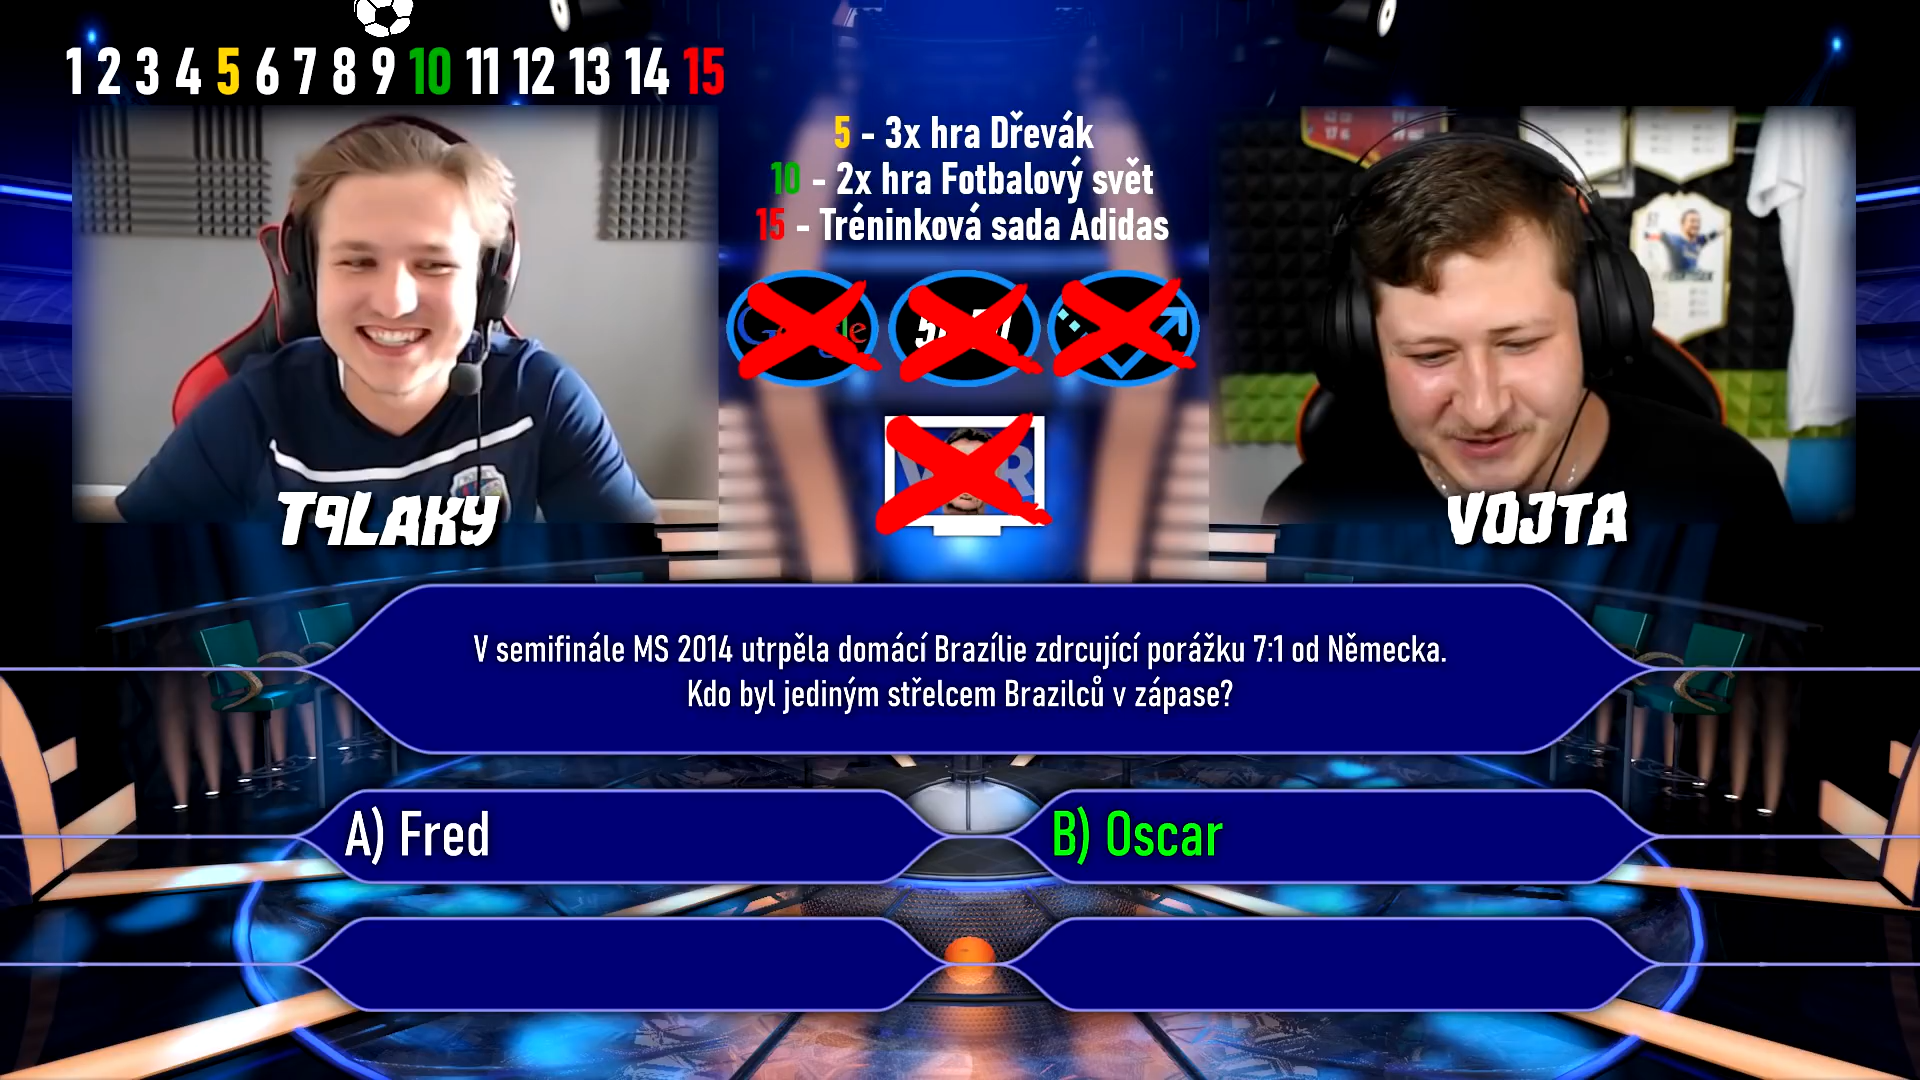 1 2 3 4 5 6 7 8 9 10 11 12 13 14 15
5 - 3x hra Dřevák
10 - 2x hra Fotbalový svět
15 - Tréninková sada Adidas
Google
T9LAKY
VOJTA
V semifinále MS 2014 utrpěla domácí Brazílie zdrcující porážku 7:1 od Německa.
Kdo byl jediným střelcem Brazilců v zápase?
A) Fred
B) Oscar